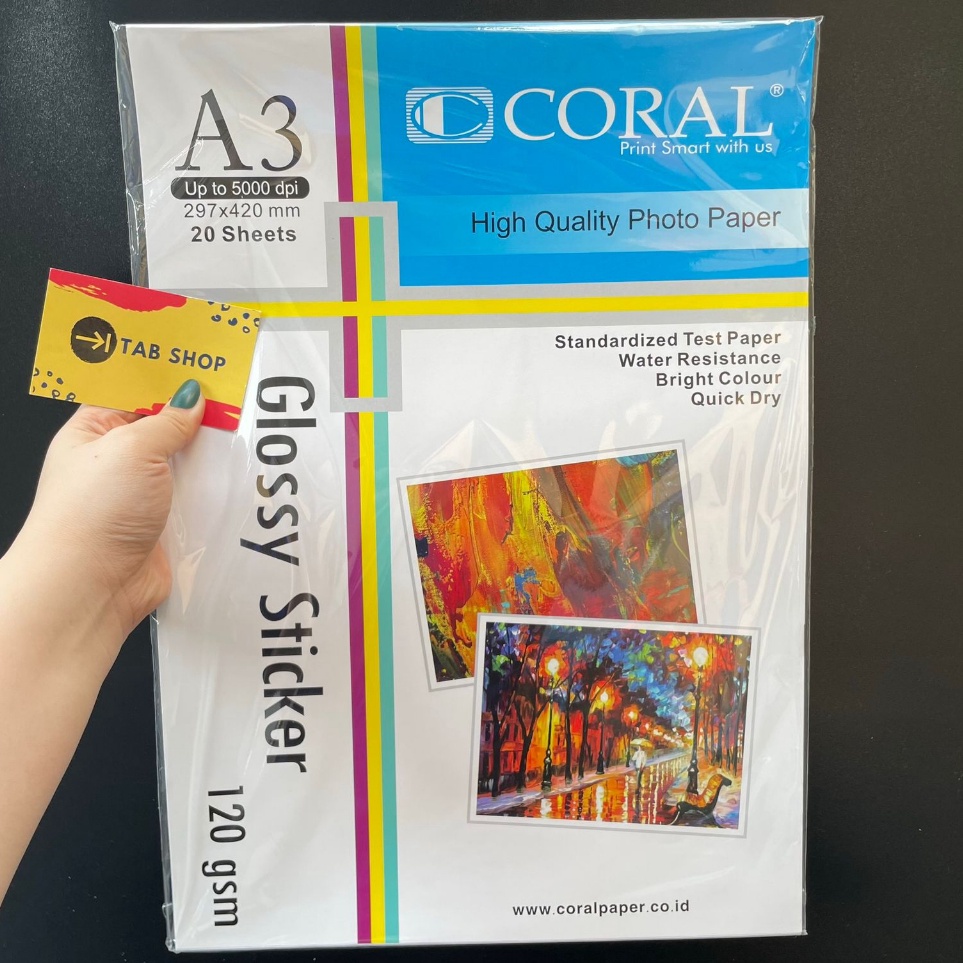 A3
Up to 5000 dpi
297x420 mm
20 Sheets
CORAL®
Print Smart with us
High Quality Photo Paper
TAB SHOP
Standardized Test Paper
Water Resistance
Bright Colour
Quick Dry
Glossy Sticker
120 gsm
www.coralpaper.co.id